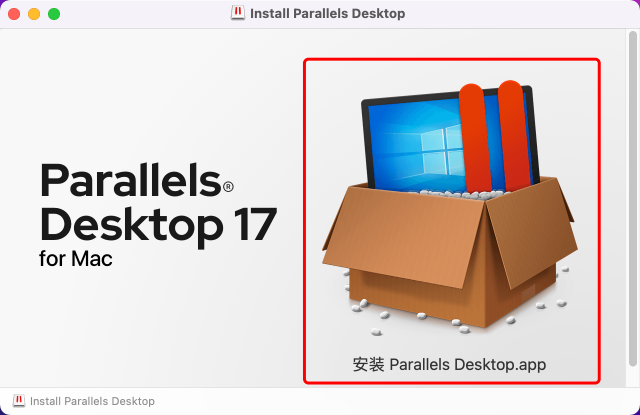 Install Parallels Desktop
Parallels®
Desktop 17
for Mac
安装 Parallels Desktop.app
Install Parallels Desktop